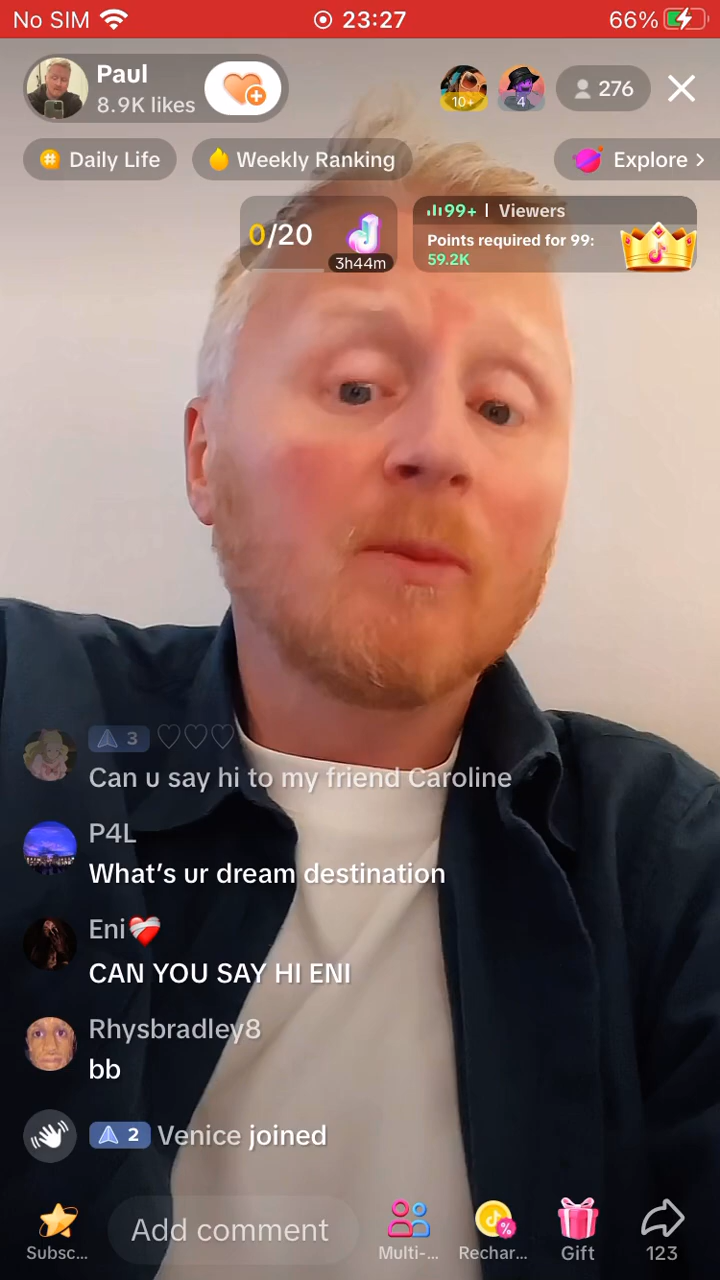 No SIM 23:27 66%
Paul
8.9K likes
10+ 4 276
Daily Life Weekly Ranking Explore >
0/20
3h44m
99+ | Viewers
Points required for 99:
59.2K
3 ♡♡♡
Can u say hi to my friend Caroline
P4L
What's ur dream destination
Eni❤️‍🩹
CAN YOU SAY HI ENI
Rhysbradley8
bb
2 Venice joined
Add comment
Subsc... Multi-... Rechar... Gift 123